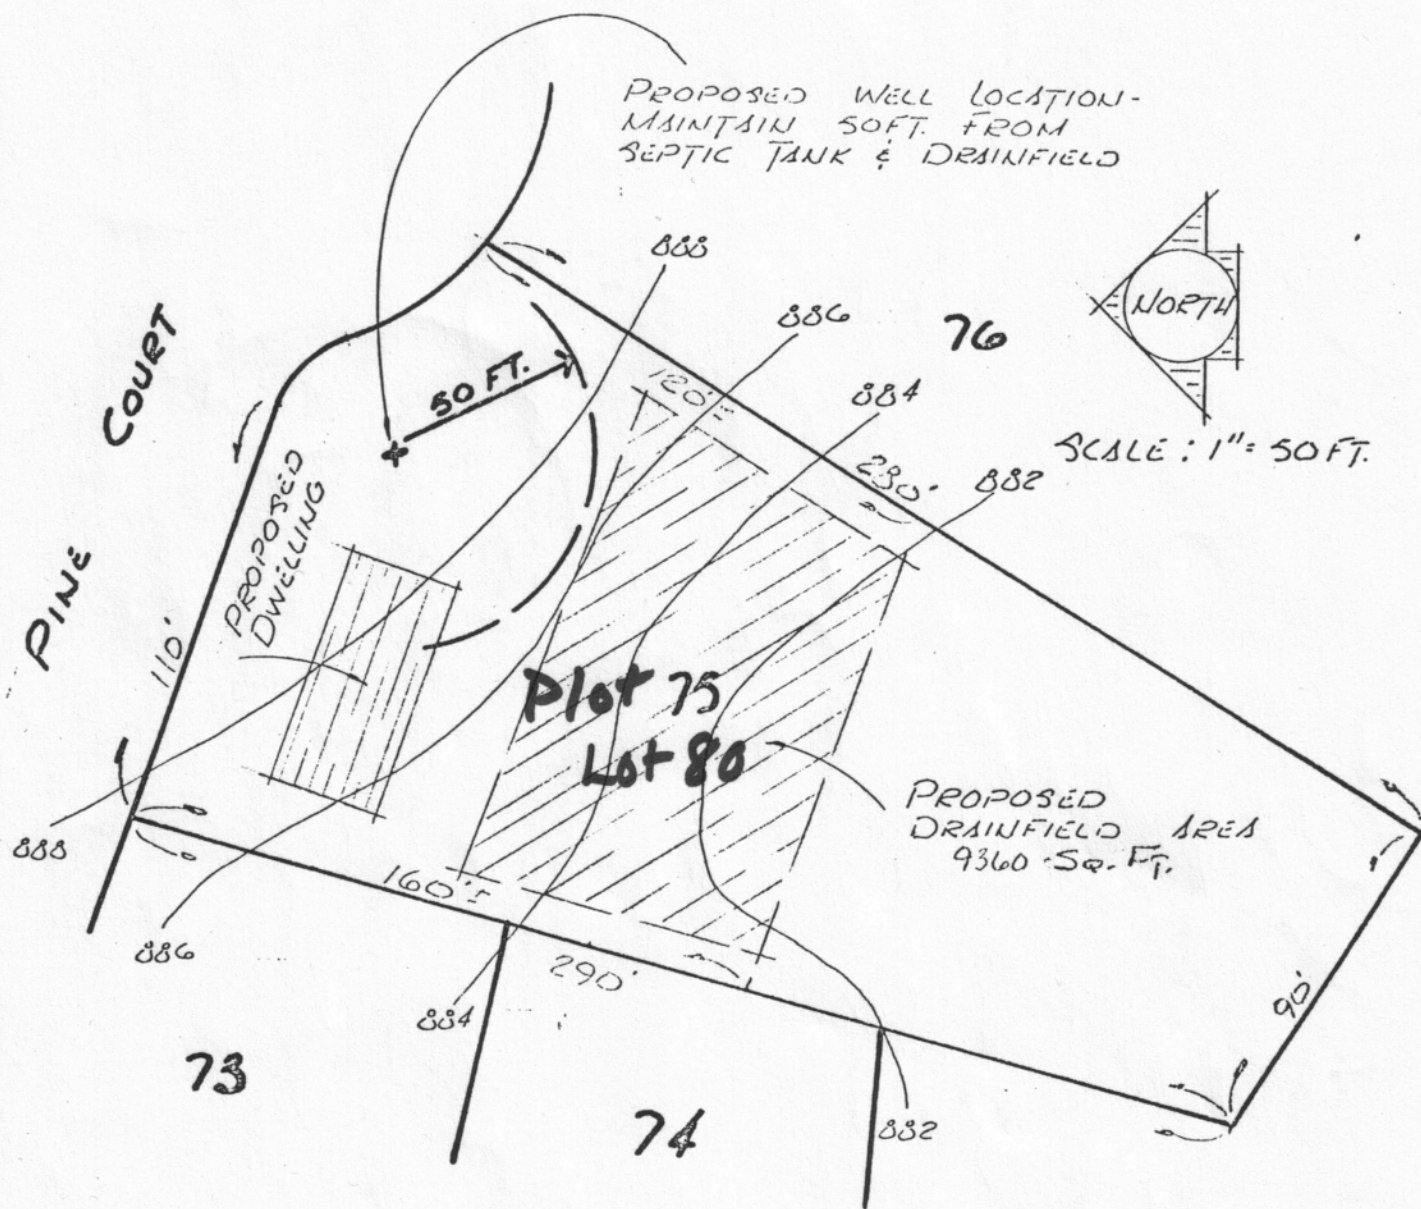 PROPOSED WELL LOCATION-
MAINTAIN 50FT. FROM
SEPTIC TANK & DRAINFIELD
888
886
76
884
882
NORTH
SCALE: 1" = 50 FT.
50 FT.
120'±
280'
PINE COURT
PROPOSED
DWELLING
110'
Plot 75
Lot 80
PROPOSED
DRAINFIELD AREA
9360 SQ. FT.
888
160'±
886
290'
884
90'
73
74
882